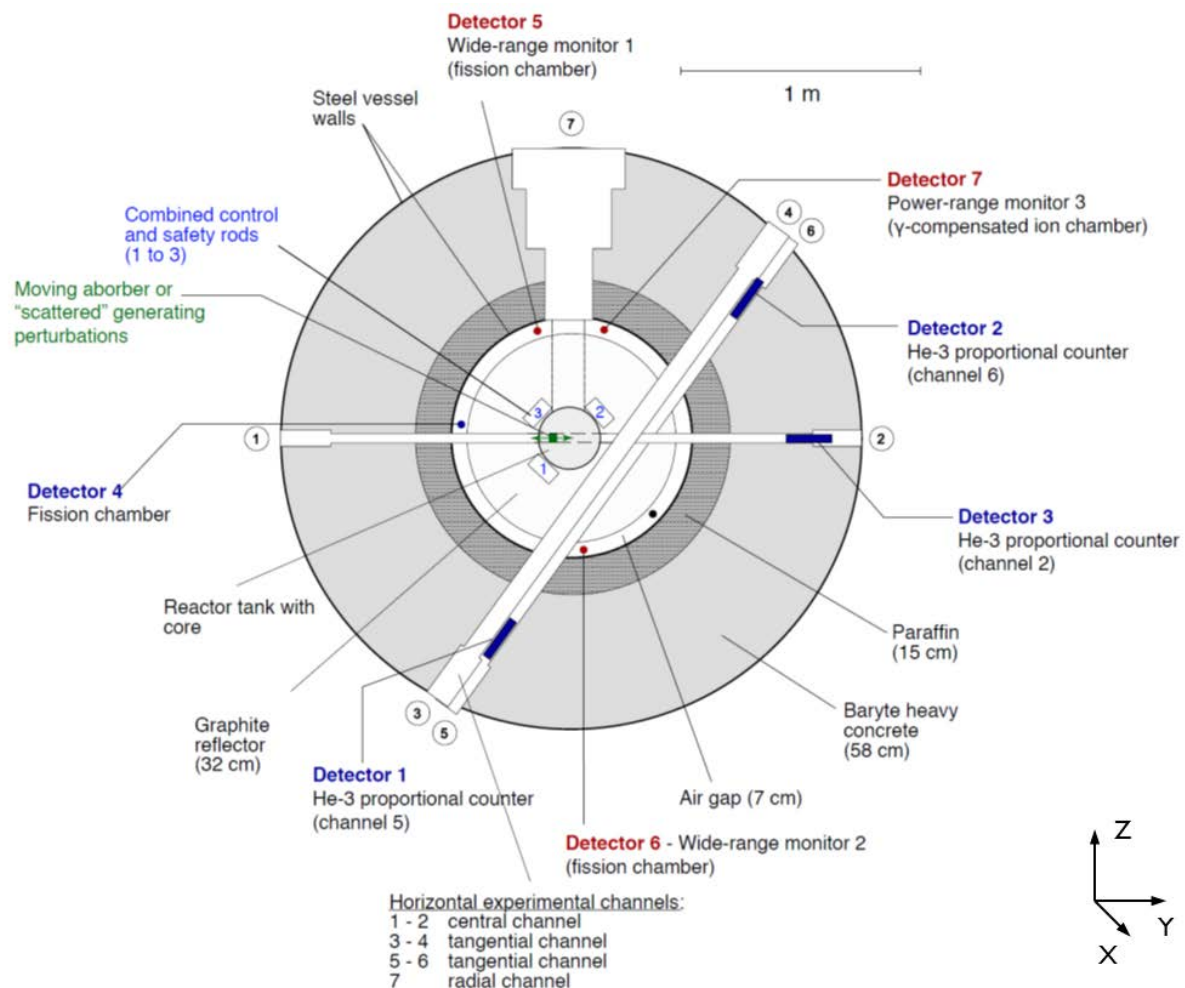 Detector 5
Wide-range monitor 1
(fission chamber)
1 m
Steel vessel
walls
7
Detector 7
Power-range monitor 3
(γ-compensated ion chamber)
4
6
Combined control
and safety rods
(1 to 3)
Moving aborber or
“scattered” generating
perturbations
Detector 2
He-3 proportional counter
(channel 6)
3
2
1
1
2
Detector 4
Fission chamber
Detector 3
He-3 proportional counter
(channel 2)
Reactor tank with
core
Paraffin
(15 cm)
3
5
Graphite
reflector
(32 cm)
Baryte heavy
concrete
(58 cm)
Detector 1
He-3 proportional counter
(channel 5)
Air gap (7 cm)
Detector 6 - Wide-range monitor 2
(fission chamber)
Horizontal experimental channels:
1 - 2 central channel
3 - 4 tangential channel
5 - 6 tangential channel
7 radial channel
Z
Y
X